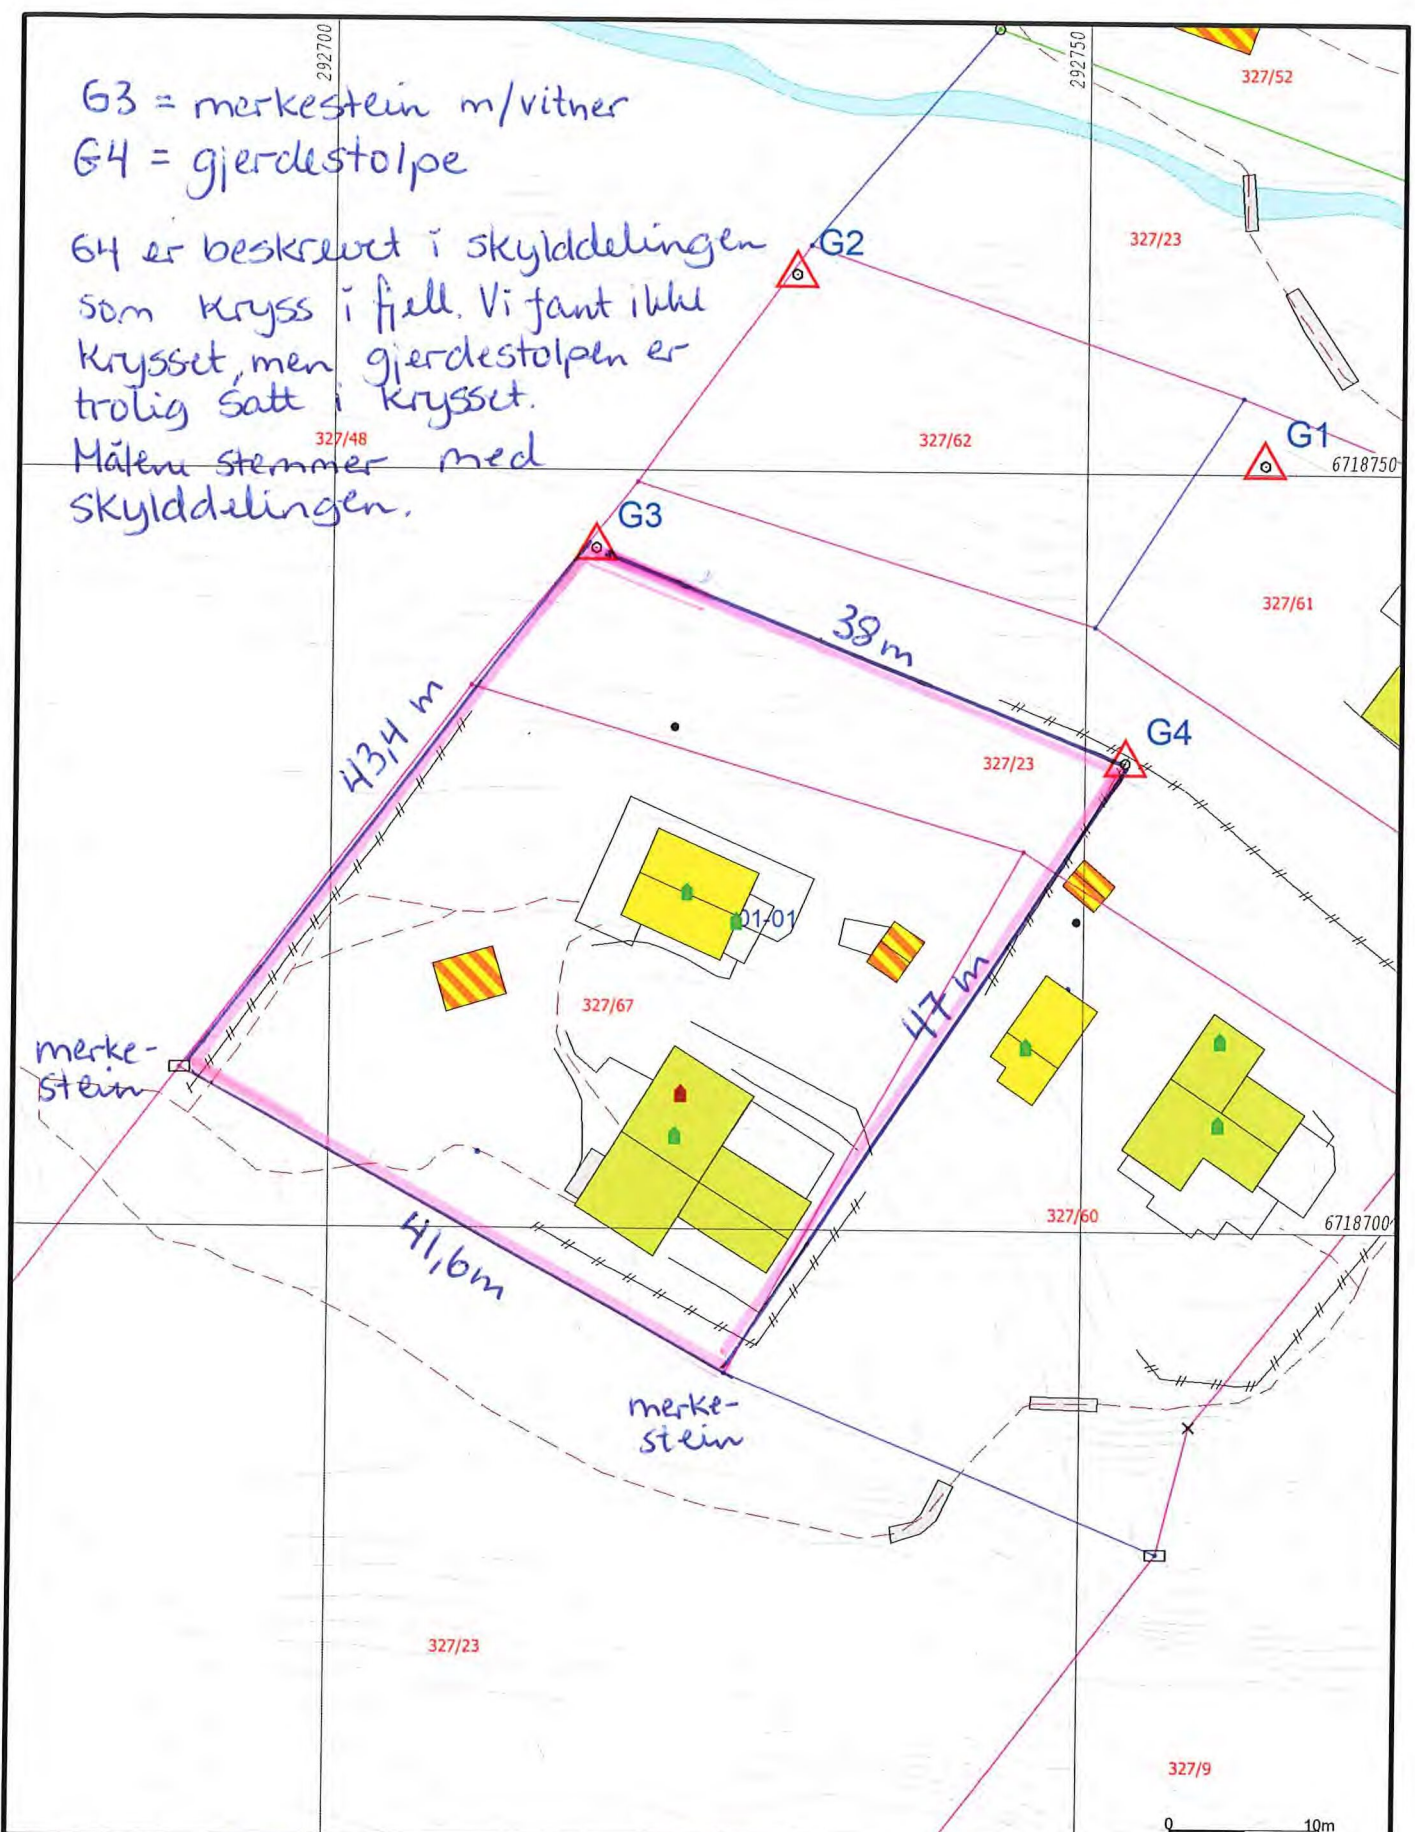 292700
292750
327/52
G3 = merkestein m/vitner
G4 = gjerdestolpe
G4 er beskrevet i skylddelingen
som kryss i fjell. Vi fant ikke
krysset, men gjerdestolpen er
trolig satt i krysset.
Målene stemmer med
skylddelingen.
327/23
G2
327/48
327/62
G1
6718750
G3
327/61
38 m
43,4 m
G4
327/23
01-01
327/67
47 m
merke-
stein
327/60
6718700
41,6 m
merke-
stein
327/23
327/9
0 10m